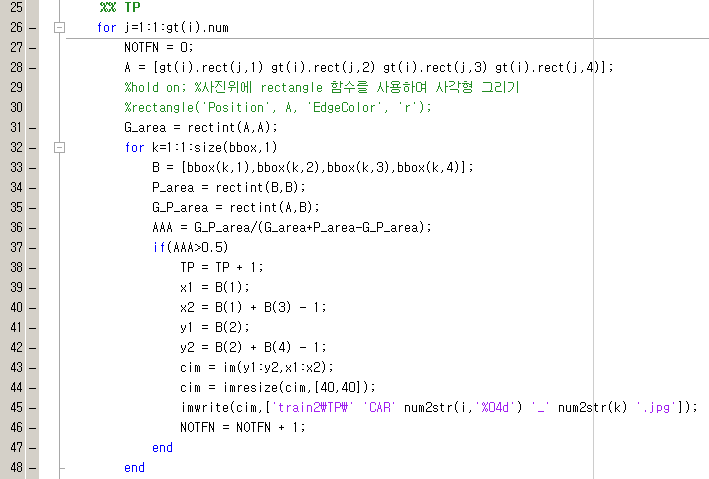 25 %% TP
26 – for j=1:1:gt(i).num
27 – NOTFN = 0;
28 – A = [gt(i).rect(j,1) gt(i).rect(j,2) gt(i).rect(j,3) gt(i).rect(j,4)];
29 %hold on; %사진위에 rectangle 함수를 사용하여 사각형 그리기
30 %rectangle('Position', A, 'EdgeColor', 'r');
31 – G_area = rectint(A,A);
32 – for k=1:1:size(bbox,1)
33 – B = [bbox(k,1),bbox(k,2),bbox(k,3),bbox(k,4)];
34 – P_area = rectint(B,B);
35 – G_P_area = rectint(A,B);
36 – AAA = G_P_area/(G_area+P_area-G_P_area);
37 – if(AAA>0.5)
38 – TP = TP + 1;
39 – x1 = B(1);
40 – x2 = B(1) + B(3) - 1;
41 – y1 = B(2);
42 – y2 = B(2) + B(4) - 1;
43 – cim = im(y1:y2,x1:x2);
44 – cim = imresize(cim,[40,40]);
45 – imwrite(cim,['train2₩TP₩' 'CAR' num2str(i,'%04d') '_' num2str(k) '.jpg']);
46 – NOTFN = NOTFN + 1;
47 – end
48 – end